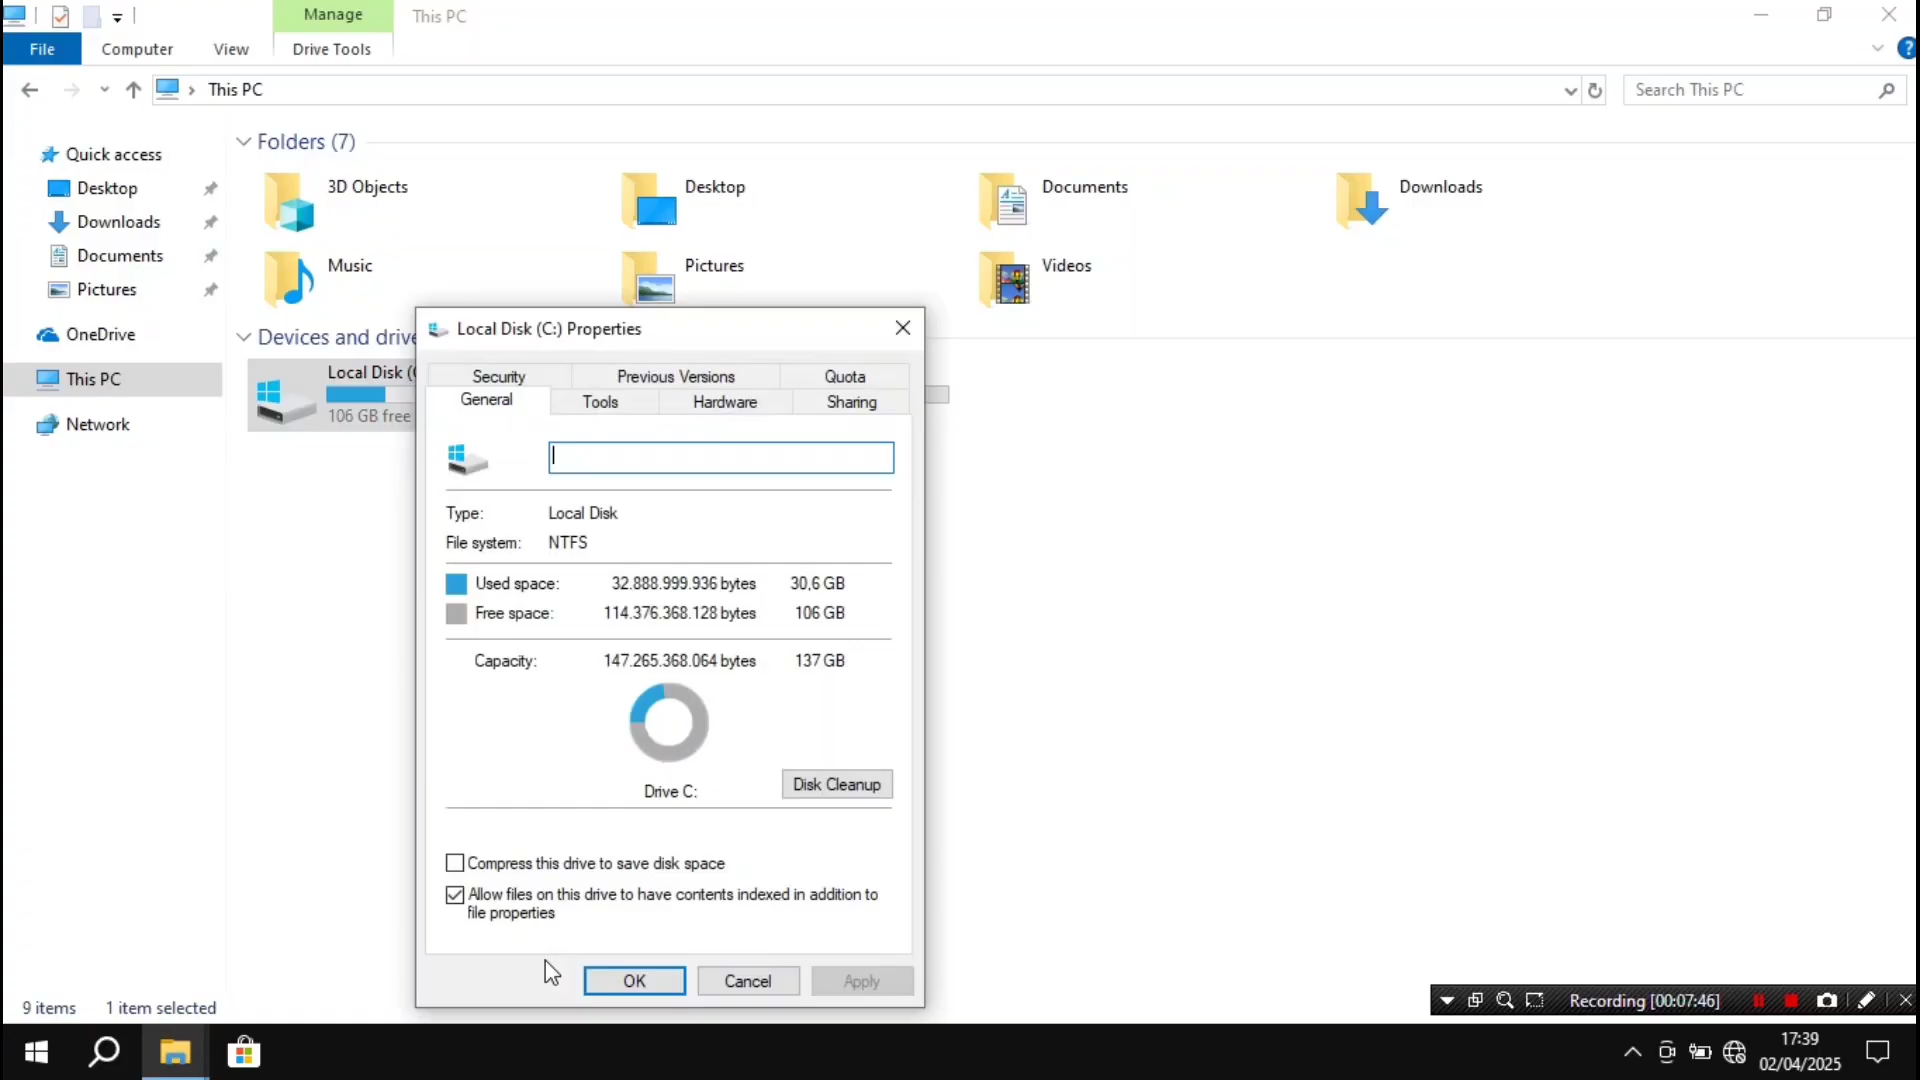 Manage
This PC
File
Computer
View
Drive Tools
This PC
Search This PC
Quick access
Desktop
Downloads
Documents
Pictures
OneDrive
This PC
Network
Folders (7)
3D Objects
Desktop
Documents
Downloads
Music
Pictures
Videos
Devices and drive
Local Disk (
106 GB free
Local Disk (C:) Properties
Security
Previous Versions
Quota
General
Tools
Hardware
Sharing
Type: Local Disk
File system: NTFS
Used space: 32.888.999.936 bytes 30,6 GB
Free space: 114.376.368.128 bytes 106 GB
Capacity: 147.265.368.064 bytes 137 GB
Drive C:
Disk Cleanup
Compress this drive to save disk space
Allow files on this drive to have contents indexed in addition to
file properties
OK
Cancel
Apply
9 items
1 item selected
Recording [00:07:46]
17:39
02/04/2025